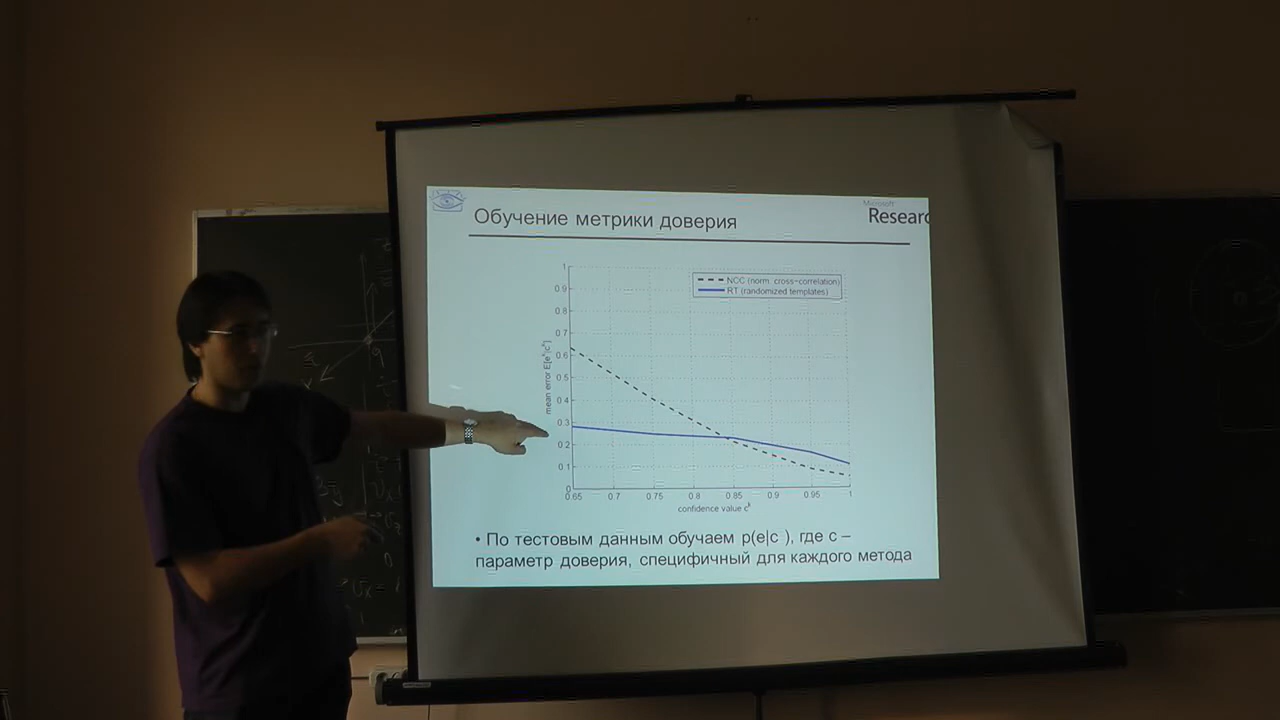 Обучение метрики доверия
Microsoft
Researc
NCC (norm. cross-correlation)
RT (randomized templates)
1
0.9
0.8
0.7
0.6
0.5
0.4
0.3
0.2
0.1
0
mean error E[e^k|c^k]
0.65 0.7 0.75 0.8 0.85 0.9 0.95 1
confidence value c^k
• По тестовым данным обучаем p(e|c ), где c –
параметр доверия, специфичный для каждого метода